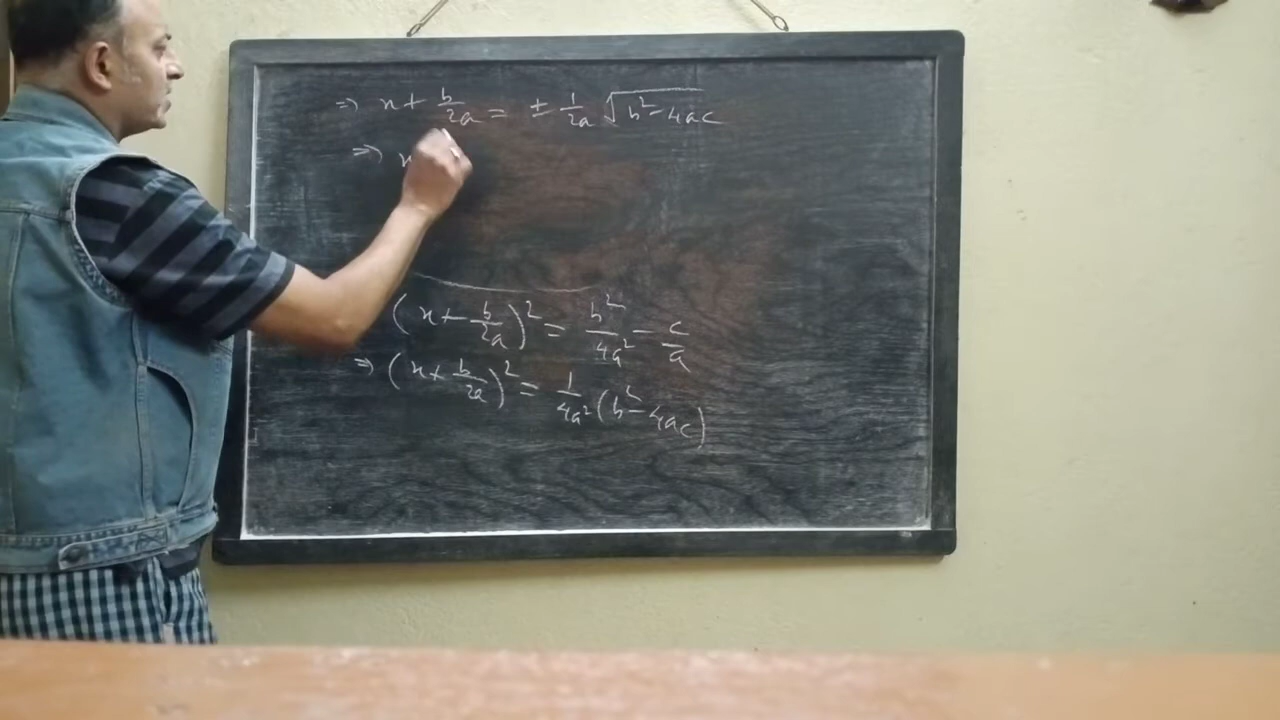 ⇒ x + b/2a = ± 1/2a √(b² - 4ac)
⇒ x
(x + b/2a)² = b²/4a² - c/a
⇒ (x + b/2a)² = 1/4a² (b² - 4ac)